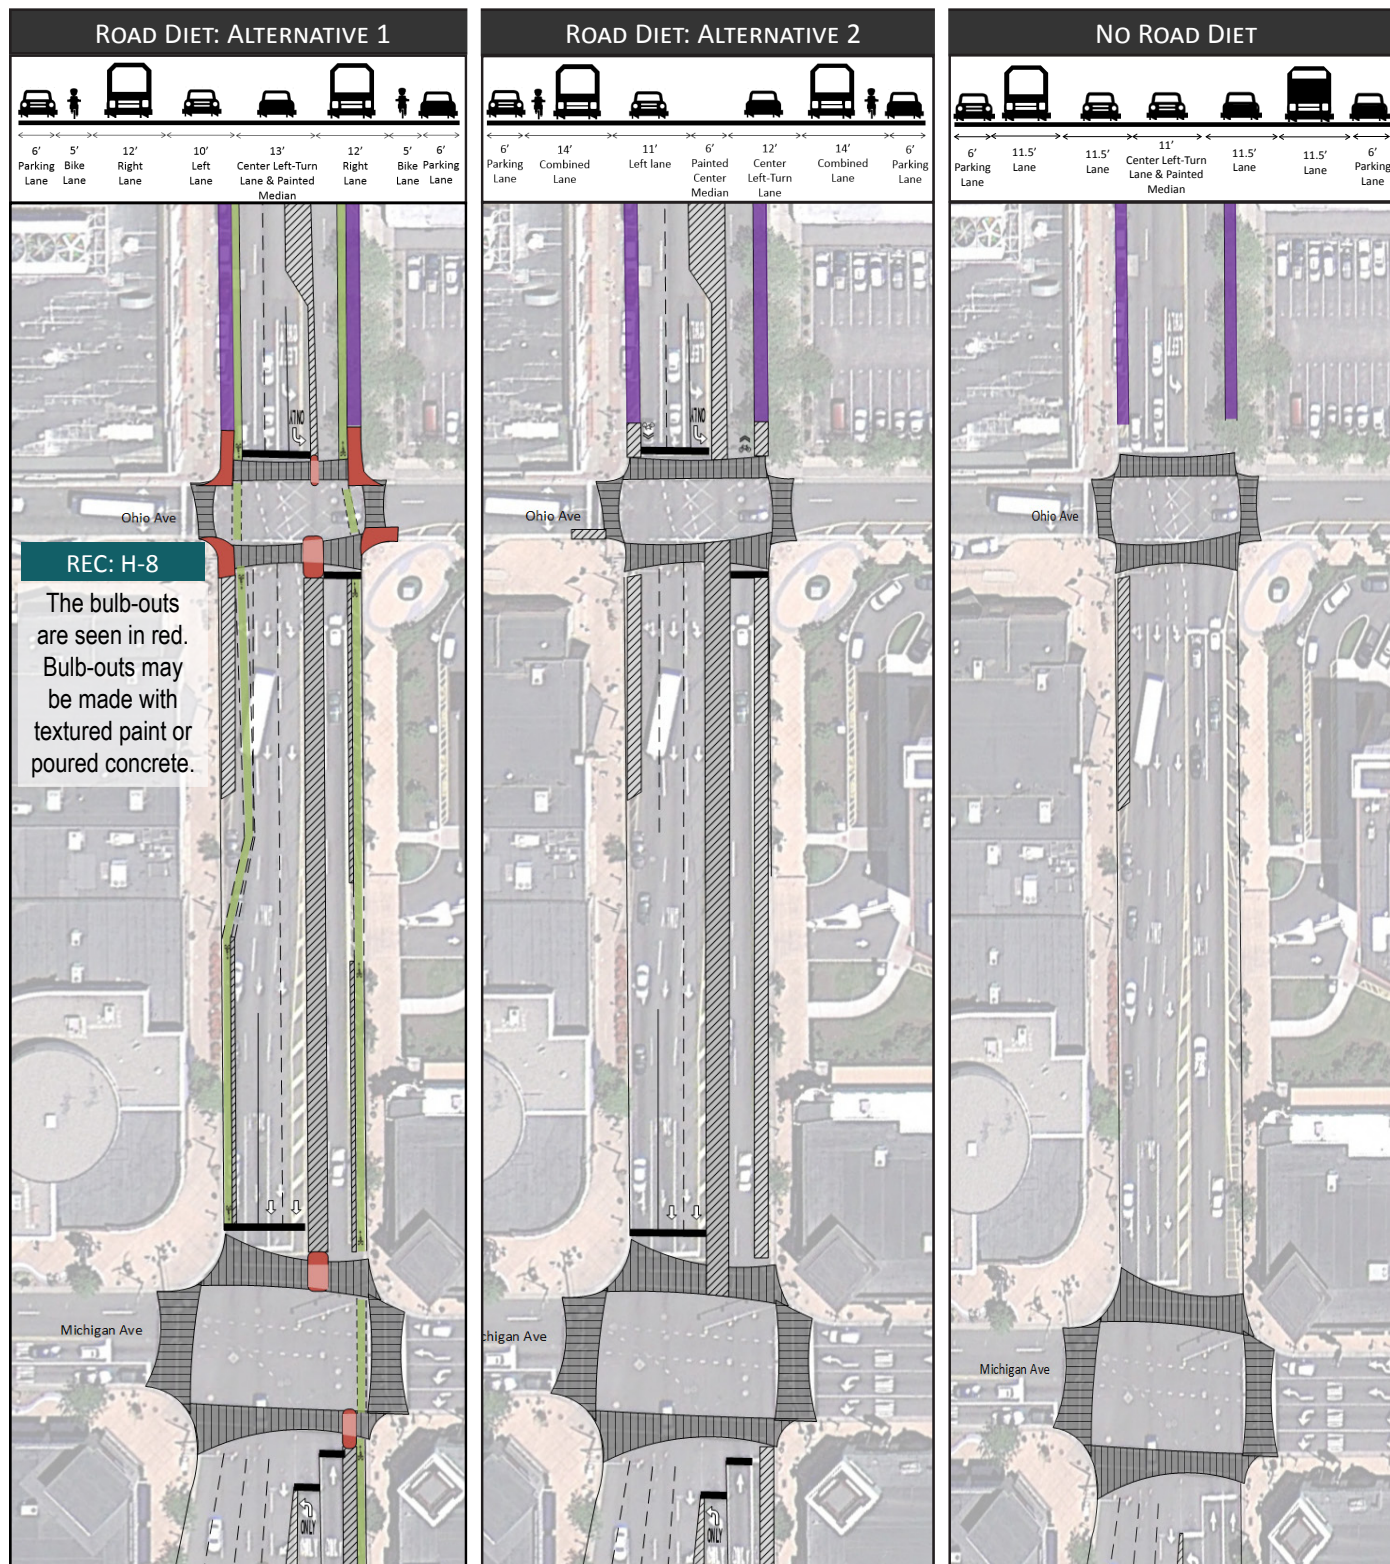 ROAD DIET: ALTERNATIVE 1
6'
Parking
Lane
5'
Bike
Lane
12'
Right
Lane
10'
Left
Lane
13'
Center Left-Turn
Lane & Painted
Median
12'
Right
Lane
5'
Bike
Lane
6'
Parking
Lane
ONLY
Ohio Ave
REC: H-8
The bulb-outs
are seen in red.
Bulb-outs may
be made with
textured paint or
poured concrete.
Michigan Ave
ONLY
ROAD DIET: ALTERNATIVE 2
6'
Parking
Lane
14'
Combined
Lane
11'
Left lane
6'
Painted
Center
Median
12'
Center
Left-Turn
Lane
14'
Combined
Lane
6'
Parking
Lane
ONLY
Ohio Ave
chigan Ave
ONLY
NO ROAD DIET
6'
Parking
Lane
11.5'
Lane
11.5'
Lane
11'
Center Left-Turn
Lane & Painted
Median
11.5'
Lane
11.5'
Lane
6'
Parking
Lane
Ohio Ave
Michigan Ave